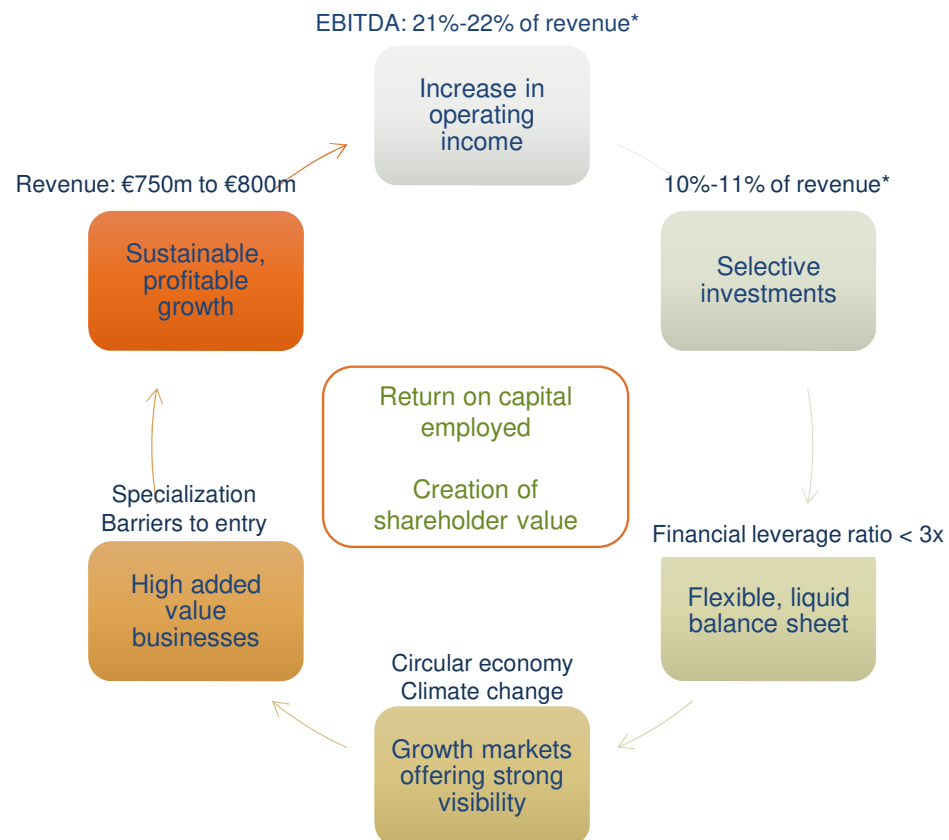 EBITDA: 21%-22% of revenue*
Increase in
operating
income
10%-11% of revenue*
Selective
investments
Financial leverage ratio < 3x
Flexible, liquid
balance sheet
Circular economy
Climate change
Growth markets
offering strong
visibility
Specialization
Barriers to entry
High added
value
businesses
Revenue: €750m to €800m
Sustainable,
profitable
growth
Return on capital
employed
Creation of
shareholder value